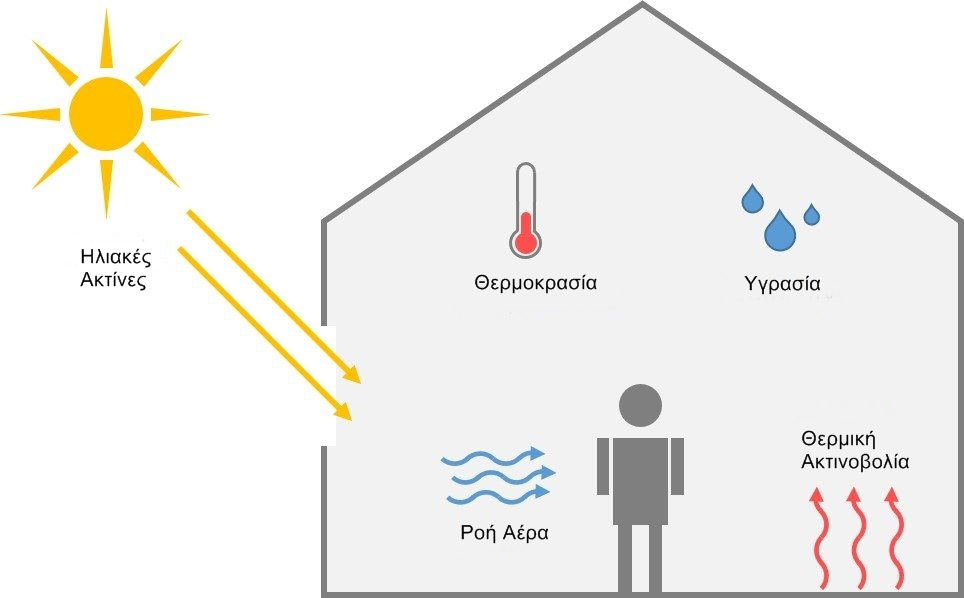 Ηλιακές
Ακτίνες
Θερμοκρασία
Υγρασία
Θερμική
Ακτινοβολία
Ροή Αέρα